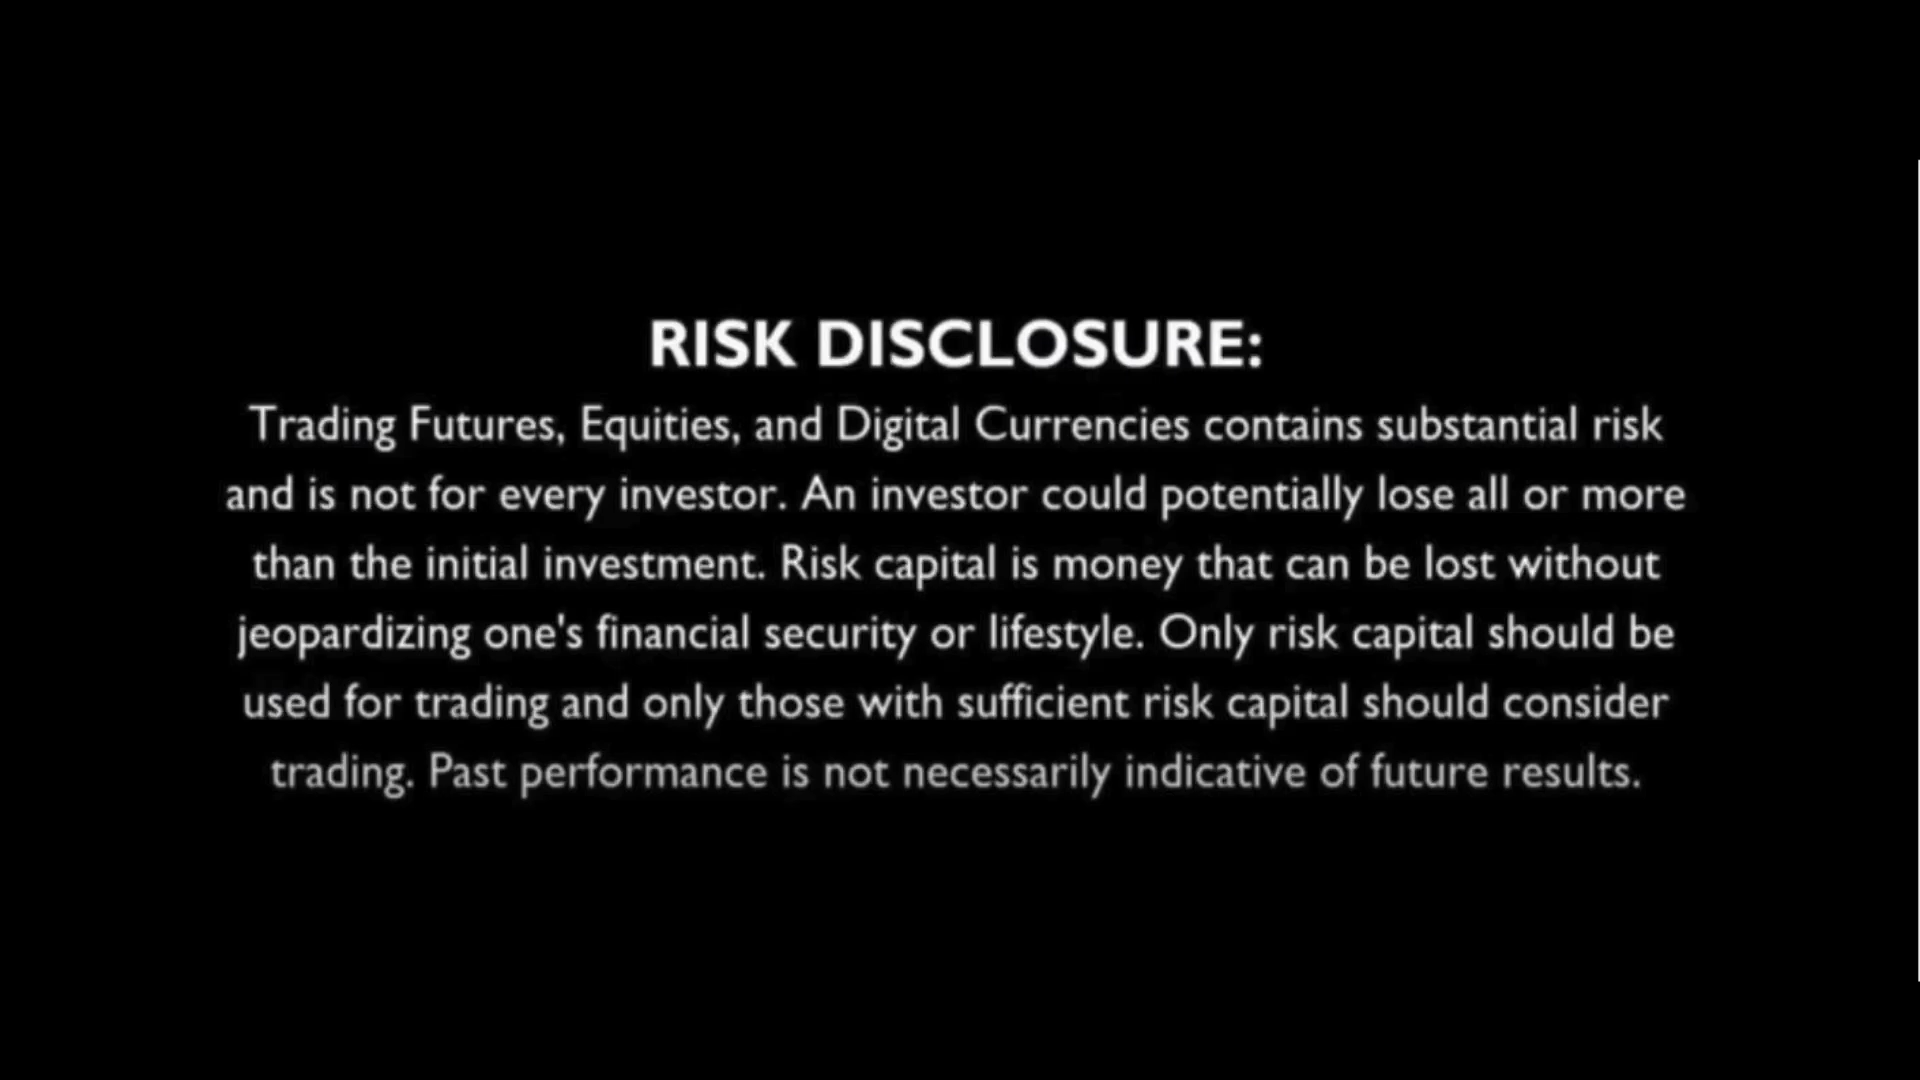 RISK DISCLOSURE:
Trading Futures, Equities, and Digital Currencies contains substantial risk
and is not for every investor. An investor could potentially lose all or more
than the initial investment. Risk capital is money that can be lost without
jeopardizing one's financial security or lifestyle. Only risk capital should be
used for trading and only those with sufficient risk capital should consider
trading. Past performance is not necessarily indicative of future results.